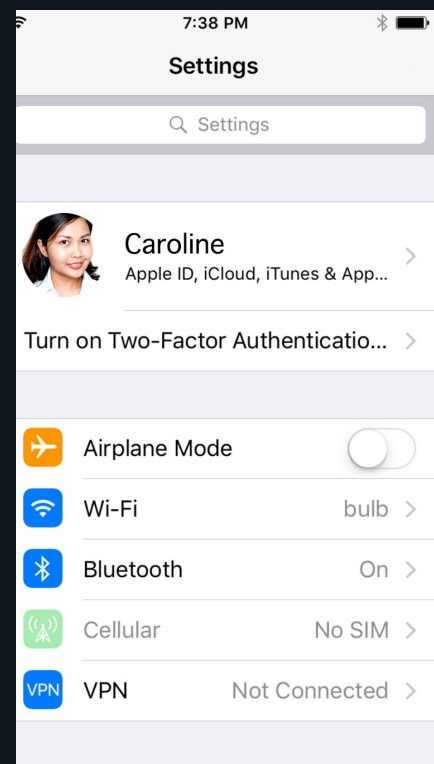 7:38 PM
Settings
Settings
Caroline
Apple ID, iCloud, iTunes & App...
Turn on Two-Factor Authenticatio...
Airplane Mode
Wi-Fi bulb
Bluetooth On
Cellular No SIM
VPN VPN Not Connected